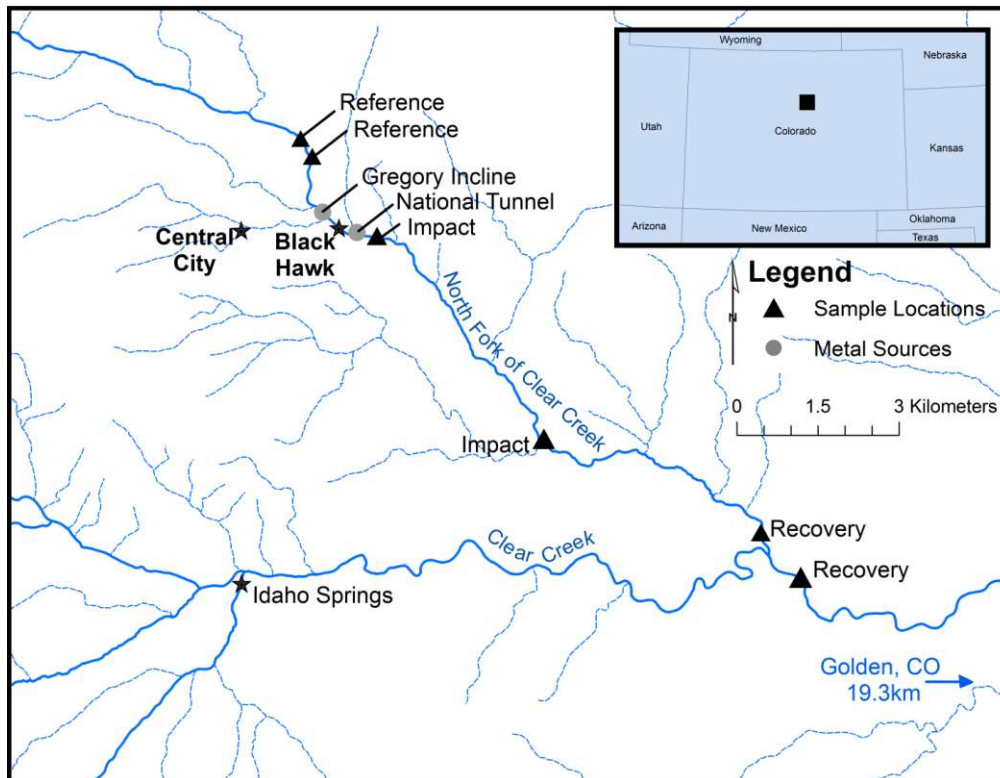 Wyoming
Nebraska
Utah
Colorado
Kansas
Arizona
New Mexico
Oklahoma
Texas
Reference
Reference
Gregory Incline
National Tunnel
Impact
Central
City
Black
Hawk
North Fork of Clear Creek
Legend
N
Sample Locations
Metal Sources
0 1.5 3 Kilometers
Impact
Recovery
Clear Creek
Recovery
Idaho Springs
Golden, CO
19.3km